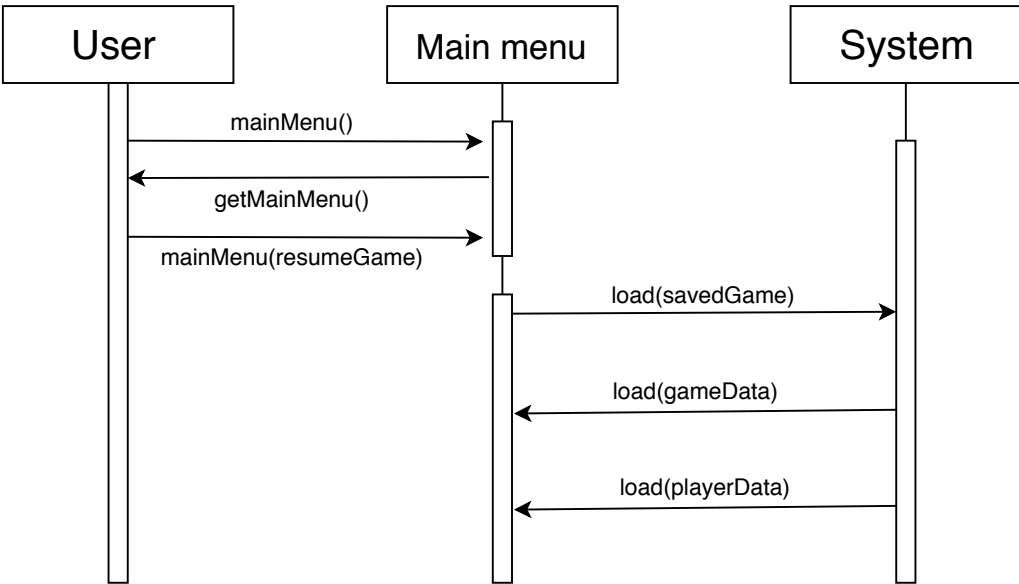 User
Main menu
System
mainMenu()
getMainMenu()
mainMenu(resumeGame)
load(savedGame)
load(gameData)
load(playerData)